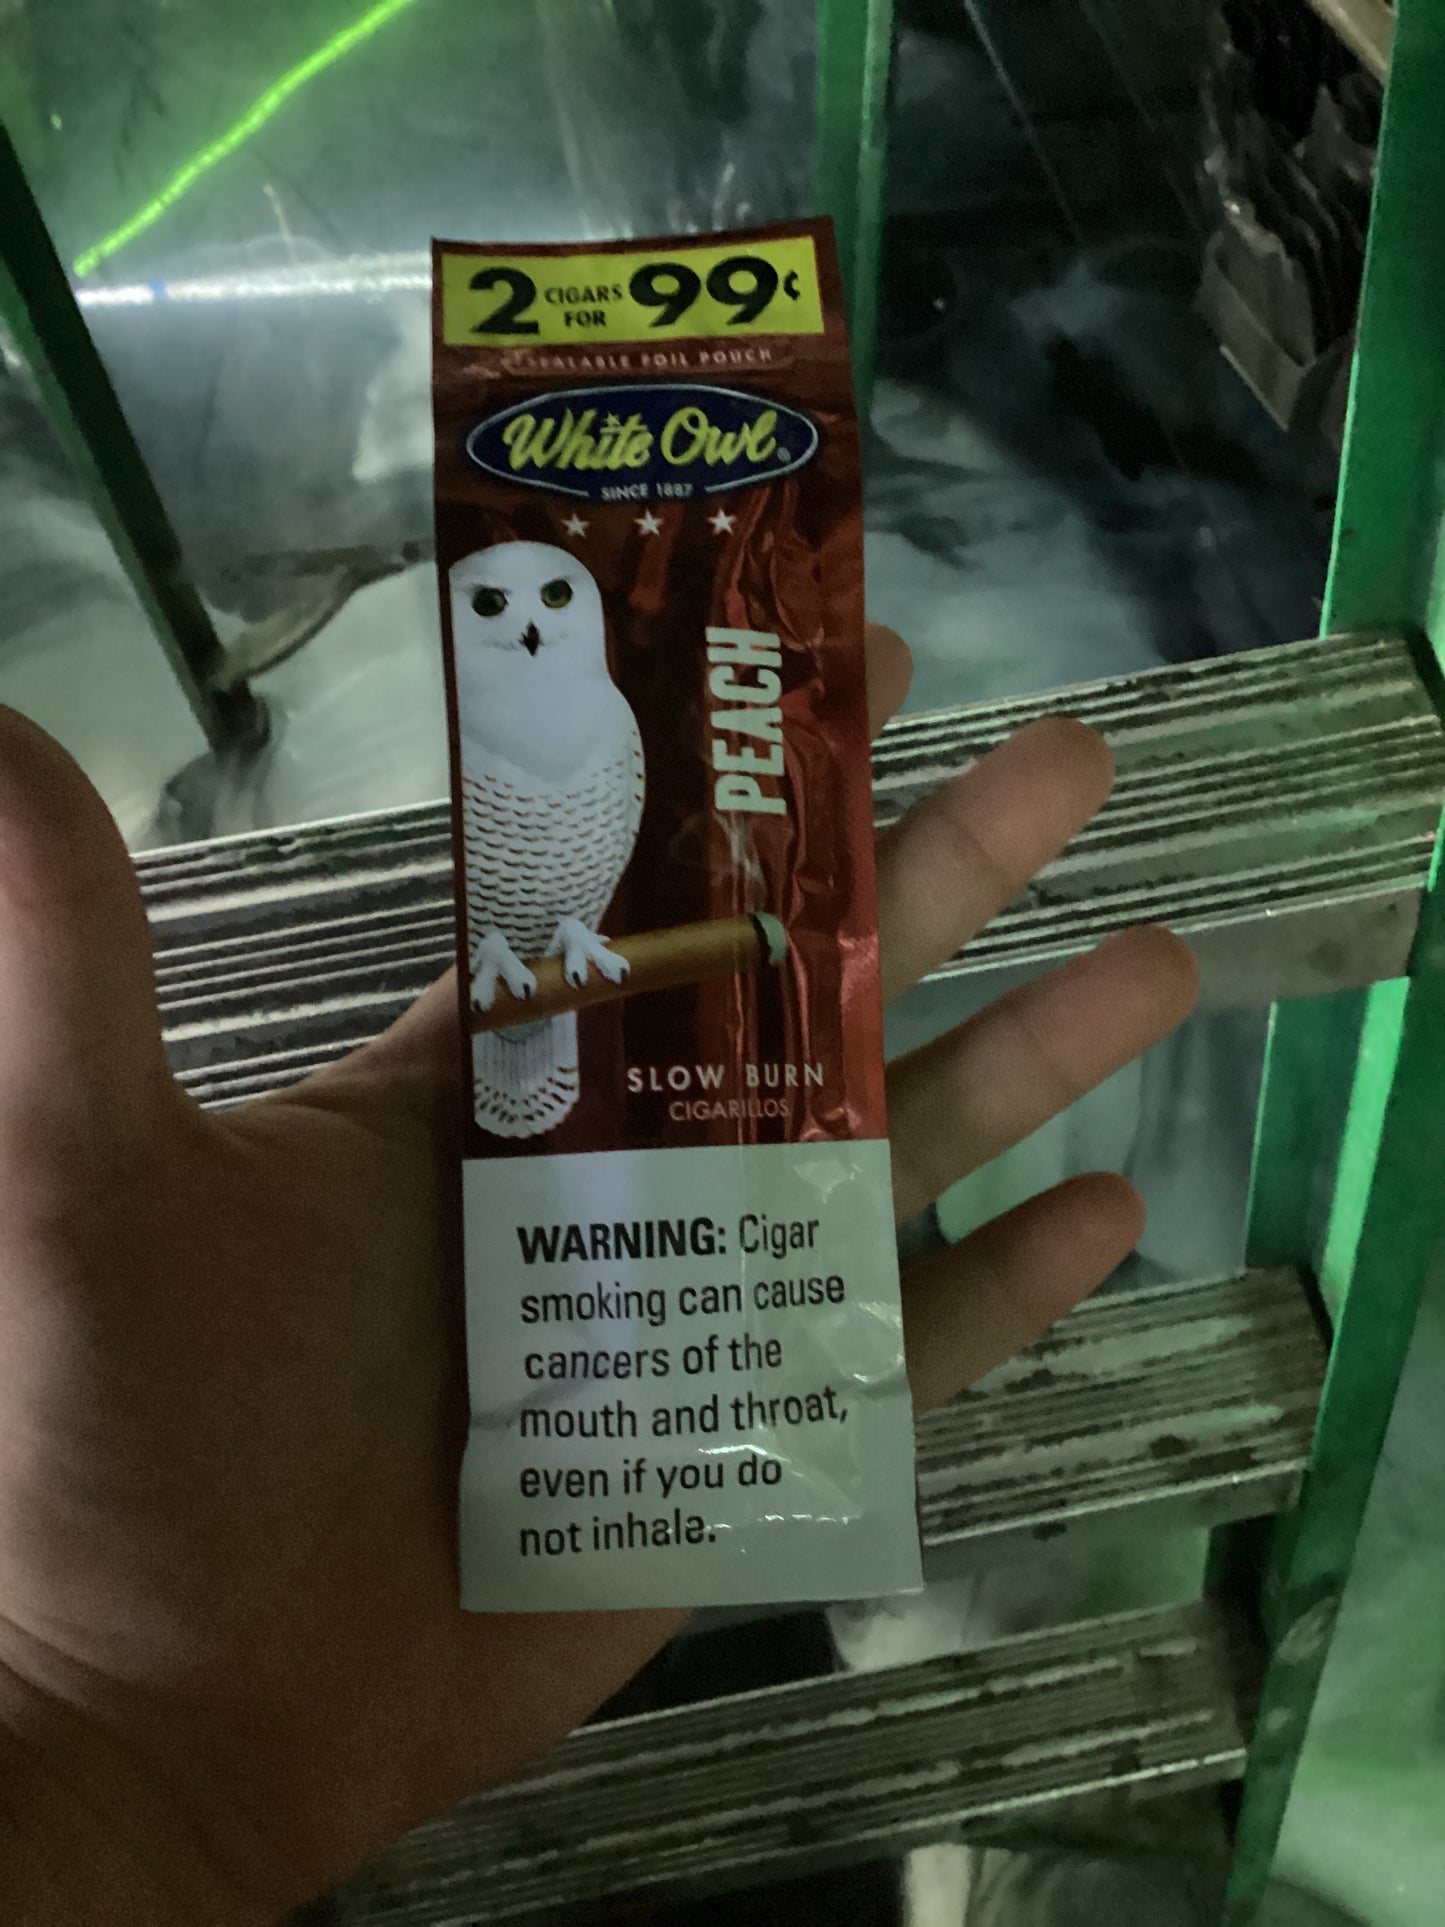 2 CIGARS FOR 99¢
RESEALABLE FOIL POUCH
White Owl®
SINCE 1887
PEACH
SLOW BURN
CIGARILLOS
WARNING: Cigar
smoking can cause
cancers of the
mouth and throat,
even if you do
not inhale.